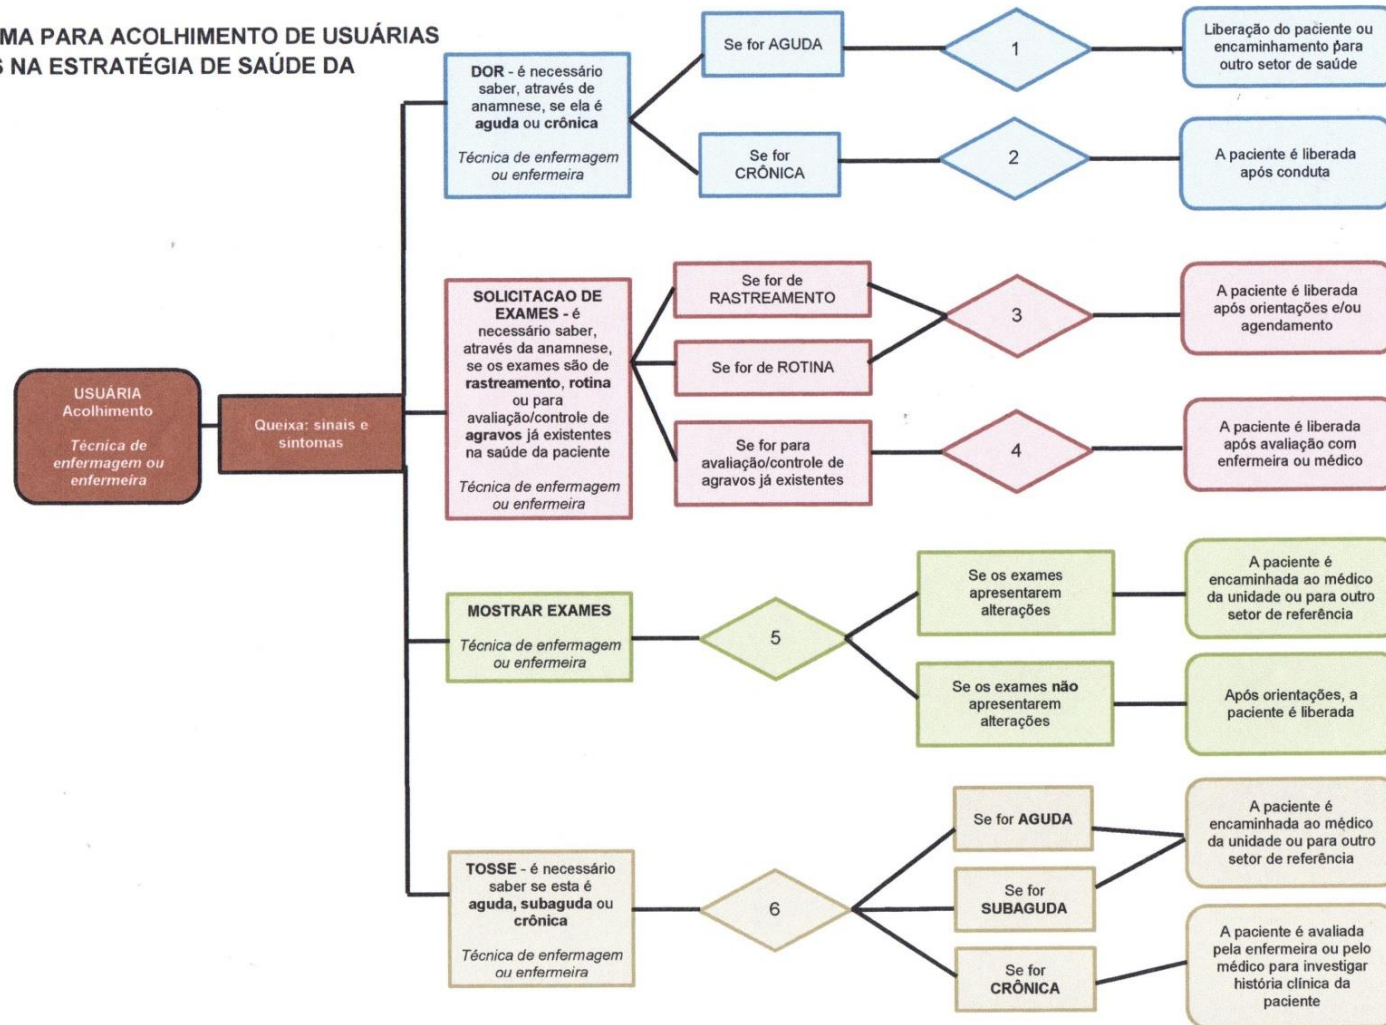 MA PARA ACOLHIMENTO DE USUÁRIAS
NA ESTRATÉGIA DE SAÚDE DA
USUÁRIA
Acolhimento
Técnica de
enfermagem ou
enfermeira
Queixa: sinais e
sintomas
DOR - é necessário
saber, através de
anamnese, se ela é
aguda ou crônica
Técnica de enfermagem
ou enfermeira
Se for AGUDA
1
Liberação do paciente ou
encaminhamento para
outro setor de saúde
Se for
CRÔNICA
2
A paciente é liberada
após conduta
SOLICITACAO DE
EXAMES - é
necessário saber,
através da anamnese,
se os exames são de
rastreamento, rotina
ou para
avaliação/controle de
agravos já existentes
na saúde da paciente
Técnica de enfermagem
ou enfermeira
Se for de
RASTREAMENTO
Se for de ROTINA
3
A paciente é liberada
após orientações e/ou
agendamento
Se for para
avaliação/controle de
agravos já existentes
4
A paciente é liberada
após avaliação com
enfermeira ou médico
MOSTRAR EXAMES
Técnica de enfermagem
ou enfermeira
5
Se os exames
apresentarem
alterações
A paciente é
encaminhada ao médico
da unidade ou para outro
setor de referência
Se os exames não
apresentarem
alterações
Após orientações, a
paciente é liberada
TOSSE - é necessário
saber se esta é
aguda, subaguda ou
crônica
Técnica de enfermagem
ou enfermeira
6
Se for AGUDA
Se for
SUBAGUDA
A paciente é
encaminhada ao médico
da unidade ou para outro
setor de referência
Se for
CRÔNICA
A paciente é avaliada
pela enfermeira ou pelo
médico para investigar
história clínica da
paciente